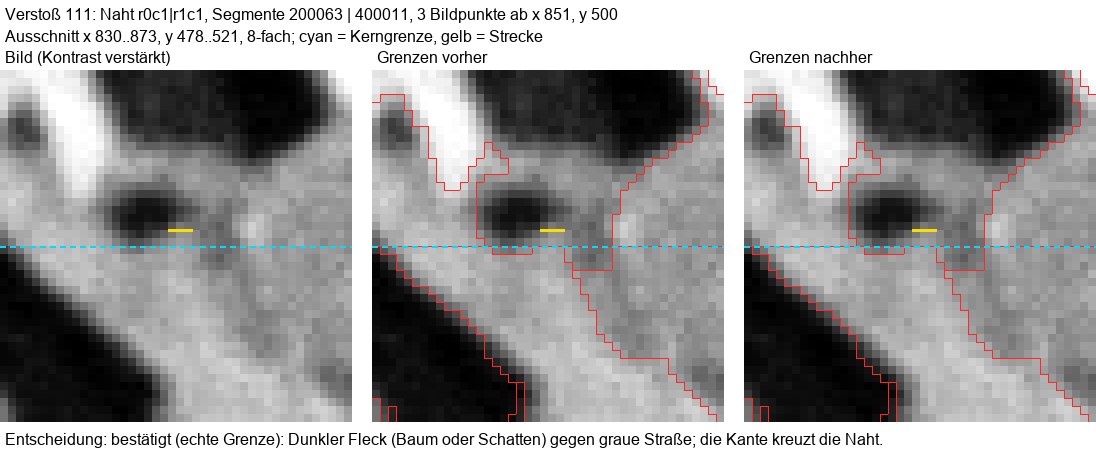 Verstoß 111: Naht r0c1|r1c1, Segmente 200063 | 400011, 3 Bildpunkte ab x 851, y 500
Ausschnitt x 830..873, y 478..521, 8-fach; cyan = Kerngrenze, gelb = Strecke
Bild (Kontrast verstärkt)
Grenzen vorher
Grenzen nachher
Entscheidung: bestätigt (echte Grenze): Dunkler Fleck (Baum oder Schatten) gegen graue Straße; die Kante kreuzt die Naht.